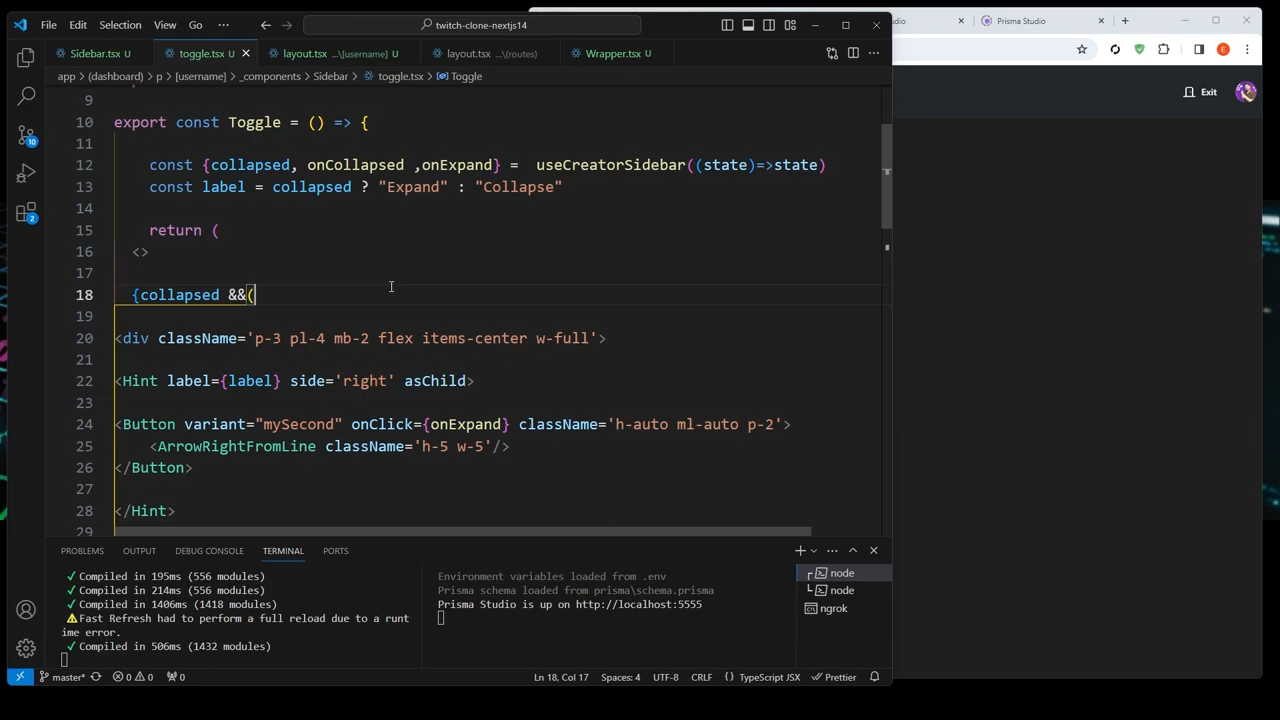 File Edit Selection View Go ··· twitch-clone-nextjs14
Sidebar.tsx U toggle.tsx U layout.tsx ...\[username] U layout.tsx ...\(routes) Wrapper.tsx U
app > (dashboard) > p > [username] > _components > Sidebar > toggle.tsx > Toggle
9
10 export const Toggle = () => {
11
12 const {collapsed, onCollapsed ,onExpand} = useCreatorSidebar((state)=>state)
13 const label = collapsed ? "Expand" : "Collapse"
14
15 return (
16 <>
17
18 {collapsed &&(
19
20 <div className='p-3 pl-4 mb-2 flex items-center w-full'>
21
22 <Hint label={label} side='right' asChild>
23
24 <Button variant="mySecond" onClick={onExpand} className='h-auto ml-auto p-2'>
25 <ArrowRightFromLine className='h-5 w-5'/>
26 </Button>
27
28 </Hint>
29
10
2
PROBLEMS OUTPUT DEBUG CONSOLE TERMINAL PORTS
✓ Compiled in 195ms (556 modules)
✓ Compiled in 214ms (556 modules)
✓ Compiled in 1406ms (1418 modules)
⚠ Fast Refresh had to perform a full reload due to a runt
ime error.
✓ Compiled in 506ms (1432 modules)
Environment variables loaded from .env
Prisma schema loaded from prisma\schema.prisma
Prisma Studio is up on http://localhost:5555
node
node
ngrok
master* 0 0 0 Ln 18, Col 17 Spaces: 4 UTF-8 CRLF {} TypeScript JSX Prettier
Prisma Studio
E
Exit